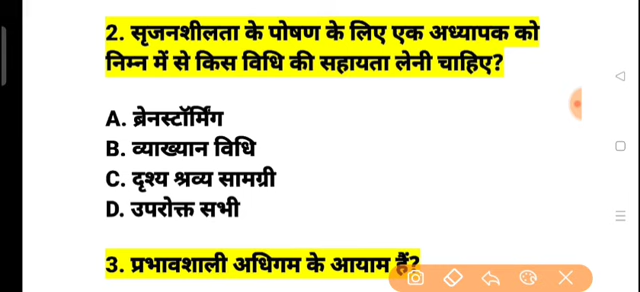 2. सृजनशीलता के पोषण के लिए एक अध्यापक को
निम्न में से किस विधि की सहायता लेनी चाहिए?
A. ब्रेनस्टॉर्मिंग
B. व्याख्यान विधि
C. दृश्य श्रव्य सामग्री
D. उपरोक्त सभी
3. प्रभावशाली अधिगम के आयाम हैं?